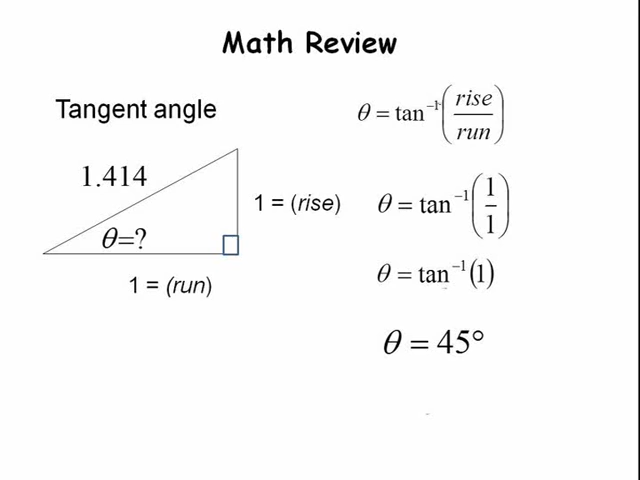 Math Review
Tangent angle
1.414
θ=?
1 = (rise)
1 = (run)
θ = tan⁻¹(rise/run)
θ = tan⁻¹(1/1)
θ = tan⁻¹(1)
θ = 45°